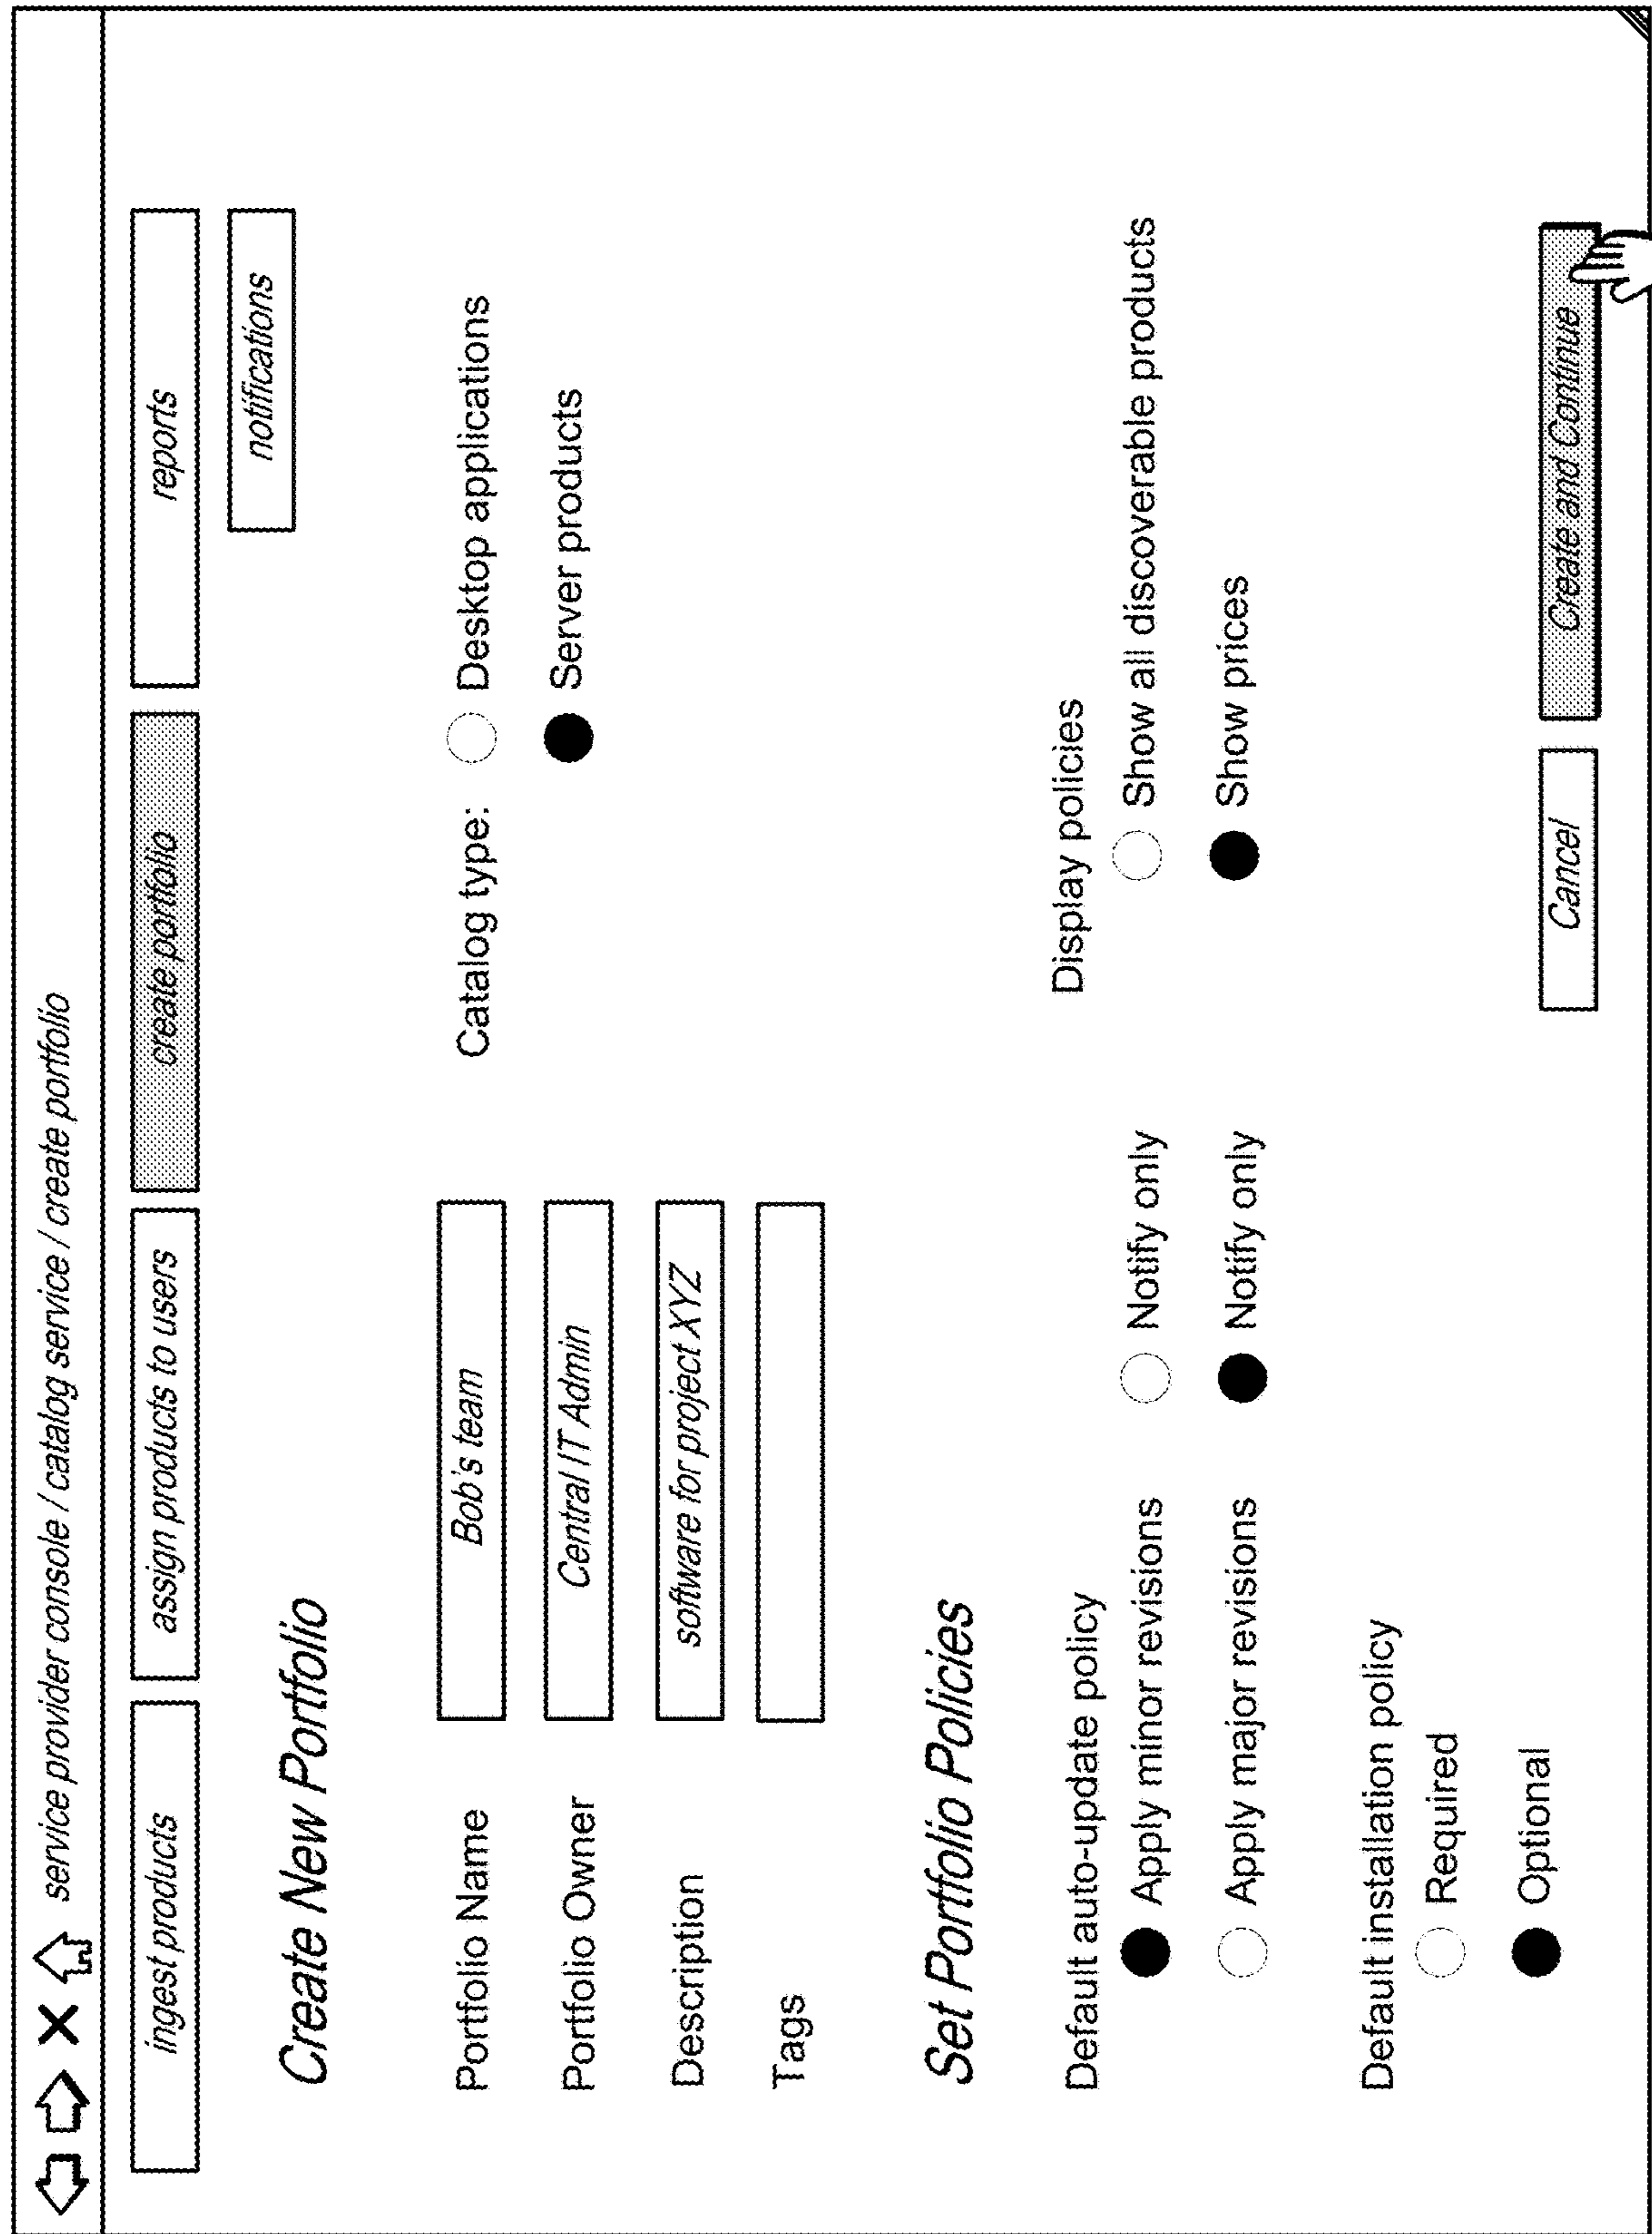 service provider console / catalog service / create portfolio
ingest products assign products to users create portfolio reports
notifications
Create New Portfolio
Portfolio Name Bob's team Catalog type: Desktop applications
Portfolio Owner Central IT Admin Server products
Description software for project XYZ
Tags
Set Portfolio Policies
Default auto-update policy Display policies
Apply minor revisions Notify only Show all discoverable products
Apply major revisions Notify only Show prices
Default installation policy
Required
Optional
Cancel Create and Continue